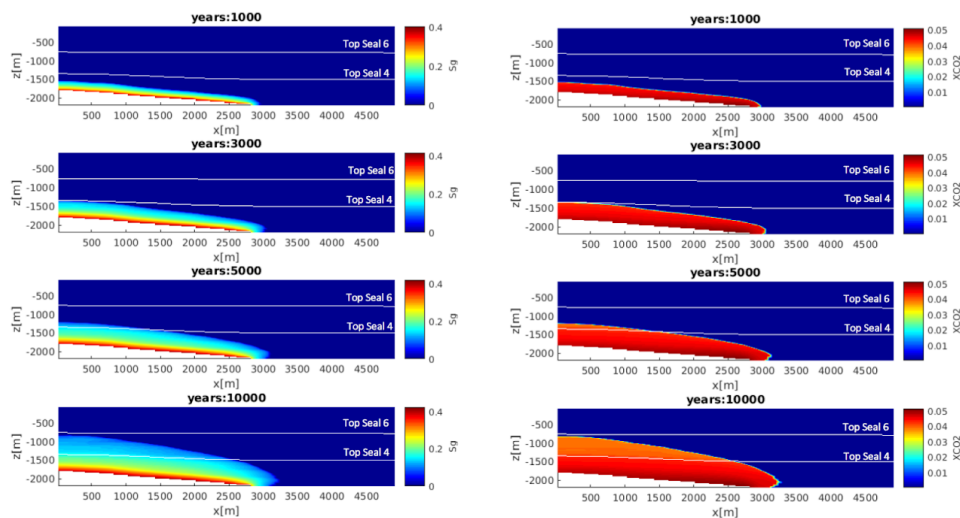 years:1000
-500
-1000
-1500
-2000
z[m]
Top Seal 6
Top Seal 4
500 1000 1500 2000 2500 3000 3500 4000 4500
x[m]
0.4
0.2
0
Sg
years:1000
-500
-1000
-1500
-2000
z[m]
Top Seal 6
Top Seal 4
500 1000 1500 2000 2500 3000 3500 4000 4500
x[m]
0.05
0.04
0.03
0.02
0.01
XCO2
years:3000
-500
-1000
-1500
-2000
z[m]
Top Seal 6
Top Seal 4
500 1000 1500 2000 2500 3000 3500 4000 4500
x[m]
0.4
0.2
0
Sg
years:3000
-500
-1000
-1500
-2000
z[m]
Top Seal 6
Top Seal 4
500 1000 1500 2000 2500 3000 3500 4000 4500
x[m]
0.05
0.04
0.03
0.02
0.01
XCO2
years:5000
-500
-1000
-1500
-2000
z[m]
Top Seal 6
Top Seal 4
500 1000 1500 2000 2500 3000 3500 4000 4500
x[m]
0.4
0.2
0
Sg
years:5000
-500
-1000
-1500
-2000
z[m]
Top Seal 6
Top Seal 4
500 1000 1500 2000 2500 3000 3500 4000 4500
x[m]
0.05
0.04
0.03
0.02
0.01
XCO2
years:10000
-500
-1000
-1500
-2000
z[m]
Top Seal 6
Top Seal 4
500 1000 1500 2000 2500 3000 3500 4000 4500
x[m]
0.4
0.2
0
Sg
years:10000
-500
-1000
-1500
-2000
z[m]
Top Seal 6
Top Seal 4
500 1000 1500 2000 2500 3000 3500 4000 4500
x[m]
0.05
0.04
0.03
0.02
0.01
XCO2